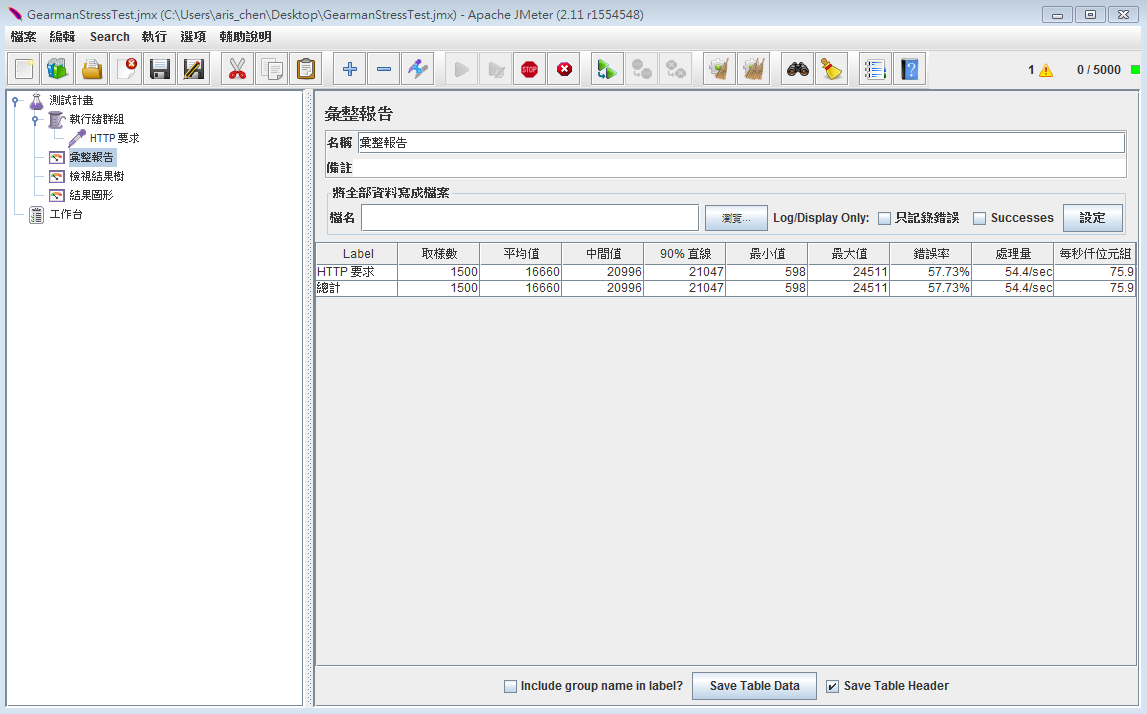 GearmanStressTest.jmx (C:\Users\aris_chen\Desktop\GearmanStressTest.jmx) - Apache JMeter (2.11 r1554548)
檔案 編輯 Search 執行 選項 輔助說明
STOP 1 0 / 5000
測試計畫
執行緒群組
HTTP 要求
彙整報告
檢視結果樹
結果圖形
工作台
彙整報告
名稱 彙整報告
備註
將全部資料寫成檔案
檔名 瀏覽... Log/Display Only: 只記錄錯誤 Successes 設定
Label 取樣數 平均值 中間值 90% 直線 最小值 最大值 錯誤率 處理量 每秒仟位元組
HTTP 要求 1500 16660 20996 21047 598 24511 57.73% 54.4/sec 75.9
總計 1500 16660 20996 21047 598 24511 57.73% 54.4/sec 75.9
Include group name in label? Save Table Data Save Table Header